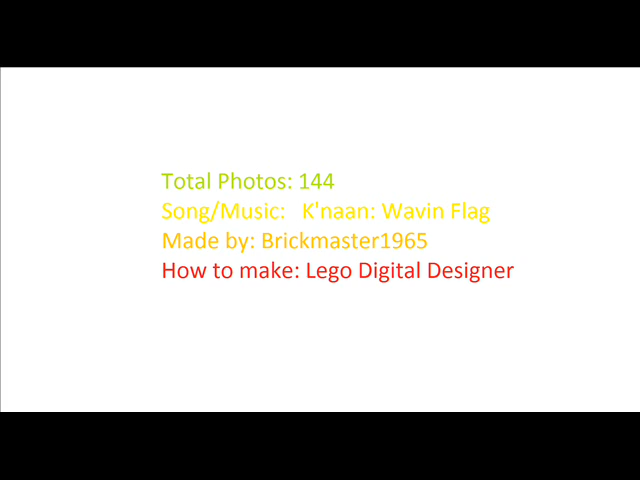 Total Photos: 144
Song/Music: K'naan: Wavin Flag
Made by: Brickmaster1965
How to make: Lego Digital Designer